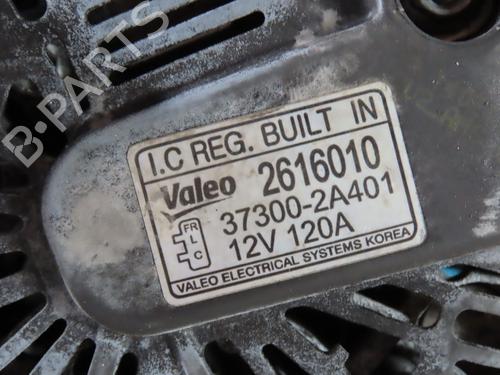 B-PARTS
I.C REG. BUILT IN
Valeo 2616010
37300-2A401
FR
L
C
12V 120A
VALEO ELECTRICAL SYSTEMS KOREA